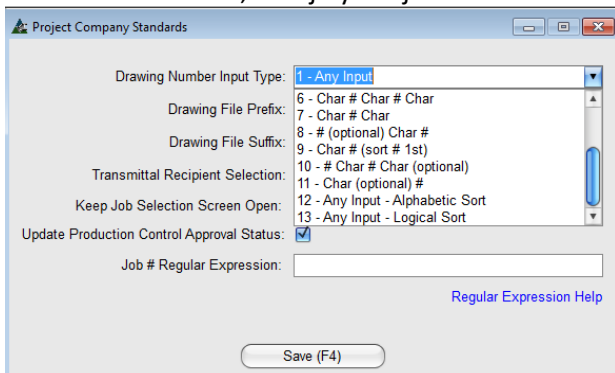 Project Company Standards
Drawing Number Input Type: 1 - Any Input
6 - Char # Char # Char
Drawing File Prefix: 7 - Char # Char
8 - # (optional) Char #
Drawing File Suffix: 9 - Char # (sort # 1st)
10 - # Char # Char (optional)
Transmittal Recipient Selection: 11 - Char (optional) #
12 - Any Input - Alphabetic Sort
Keep Job Selection Screen Open: 13 - Any Input - Logical Sort
Update Production Control Approval Status:
Job # Regular Expression:
Regular Expression Help
Save (F4)